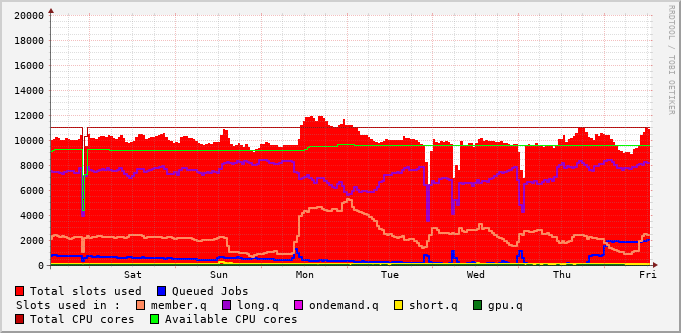 20000
18000
16000
14000
12000
10000
8000
6000
4000
2000
0
Sat Sun Mon Tue Wed Thu Fri
RRDTOOL / TOBI OETIKER
Total slots used Queued Jobs
Slots used in : member.q long.q ondemand.q short.q gpu.q
Total CPU cores Available CPU cores